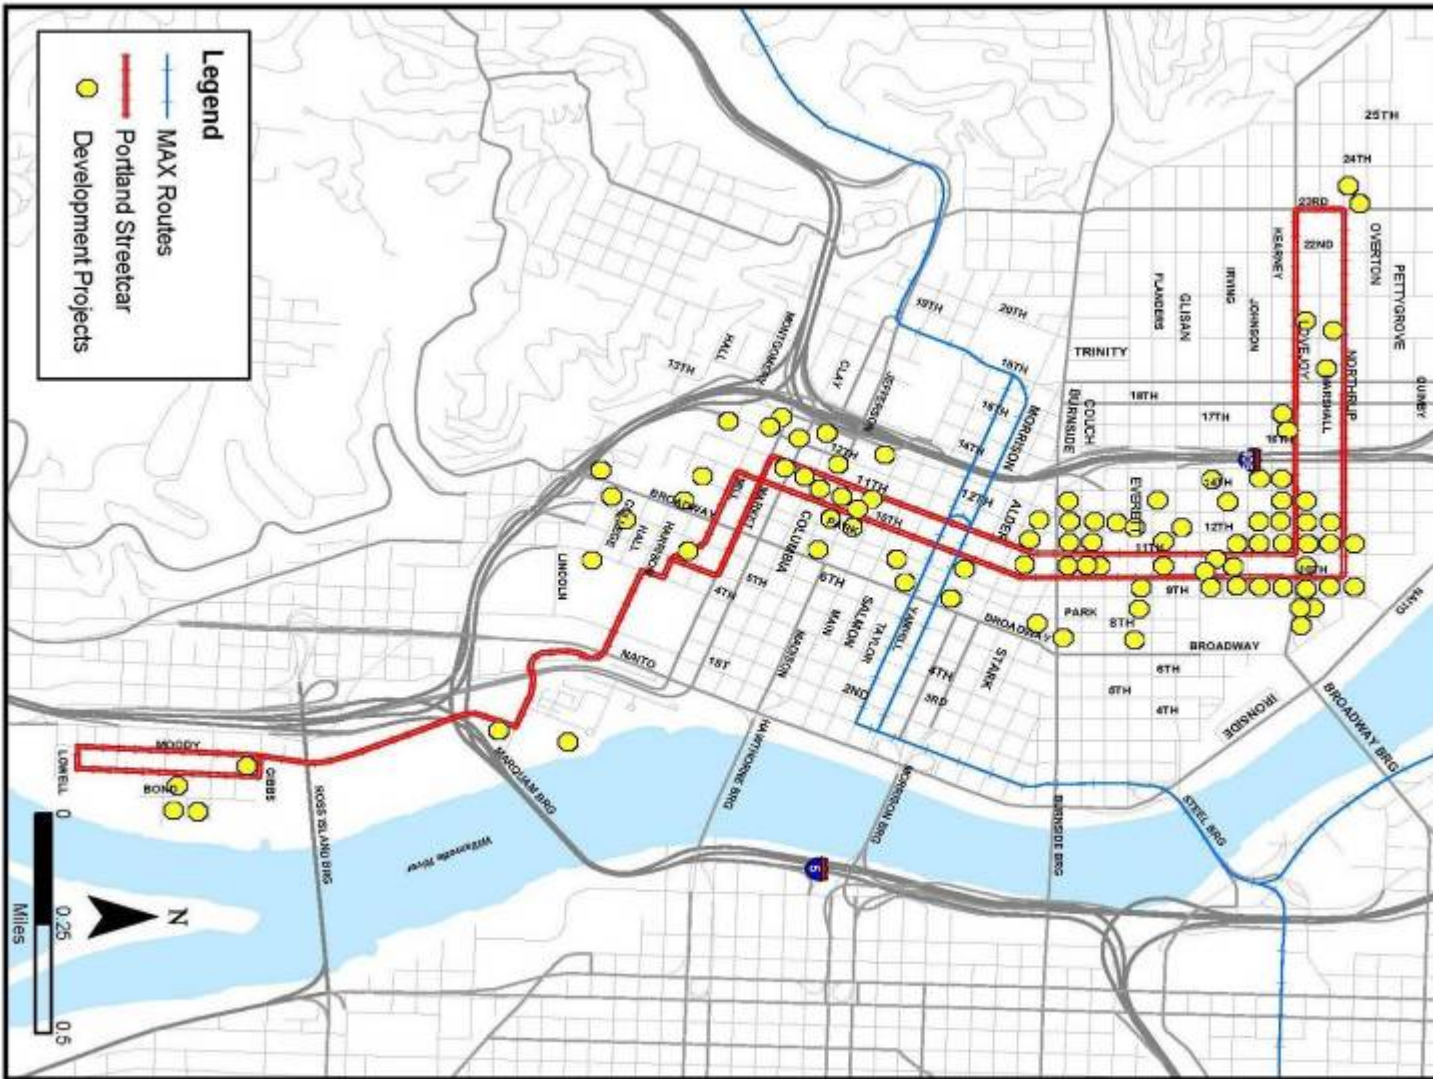 Legend
MAX Routes
Portland Streetcar
Development Projects
25TH
24TH
23RD
22ND
OVERTON
PETTYGROVE
KEARNEY
IRVING
JOHNSON
GLISAN
FLANDERS
LOVEJOY
MARSHALL
NORTHRUP
QUIMBY
TRINITY
18TH
17TH
16TH
COUCH
BURNSIDE
14TH
12TH
EVERETT
11TH
10TH
9TH
PARK
8TH
BROADWAY
6TH
5TH
4TH
NAITO
IRONSIDE
BROADWAY BRG
STEEL BRG
BURNSIDE BRG
20TH
19TH
18TH
16TH
14TH
12TH
MORRISON
ALDER
13TH
HALL
MONTGOMERY
CLAY
JEFFERSON
12TH
11TH
10TH
PARK
BROADWAY
MILL
MARKET
COLUMBIA
COLLEGE
HALL
HARRISON
LINCOLN
4TH
5TH
6TH
1ST
MADISON
MAIN
SALMON
TAYLOR
YAMHILL
2ND
3RD
4TH
STARK
BROADWAY
NAITO
HAWTHORNE BRG
MORRISON BRG
MARQUAM BRG
ROSS ISLAND BRG
Willamette River
5
MOODY
BOND
GIBBS
LOWELL
N
0 0.25 0.5
Miles